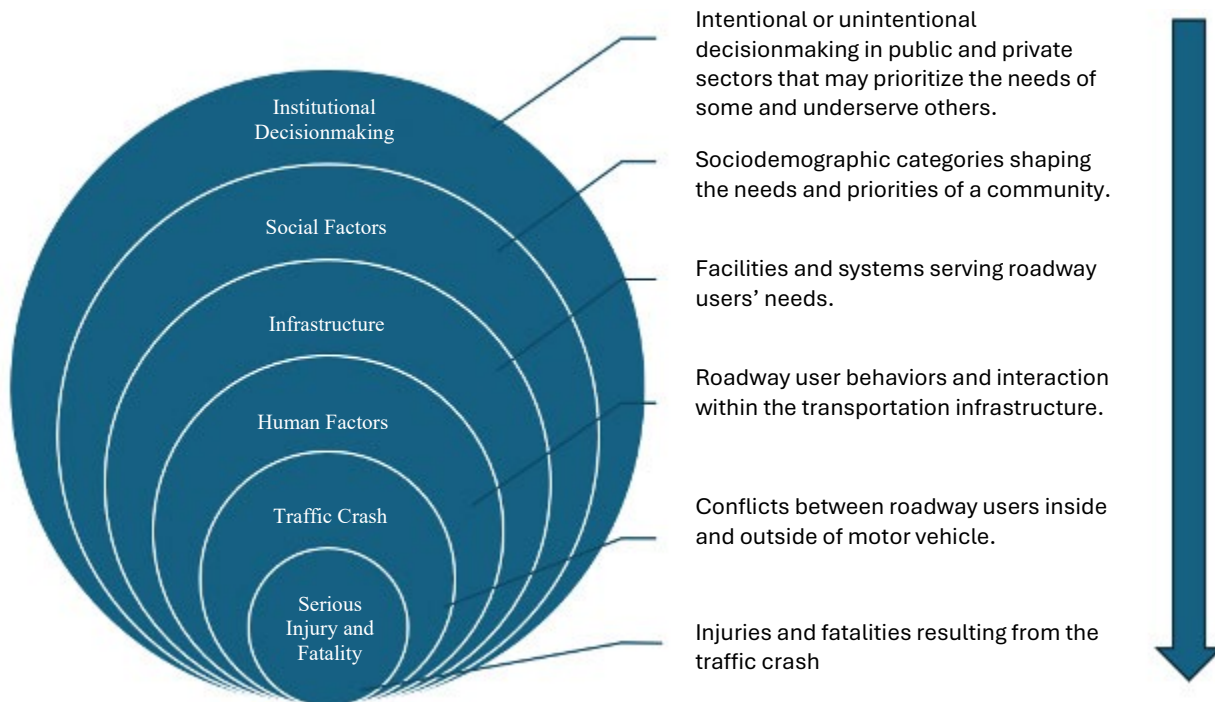 Intentional or unintentional
decisionmaking in public and private
sectors that may prioritize the needs of
some and underserve others.
Institutional
Decisionmaking
Sociodemographic categories shaping
the needs and priorities of a community.
Social Factors
Facilities and systems serving roadway
users’ needs.
Infrastructure
Roadway user behaviors and interaction
within the transportation infrastructure.
Human Factors
Conflicts between roadway users inside
and outside of motor vehicle.
Traffic Crash
Serious
Injury and
Fatality
Injuries and fatalities resulting from the
traffic crash